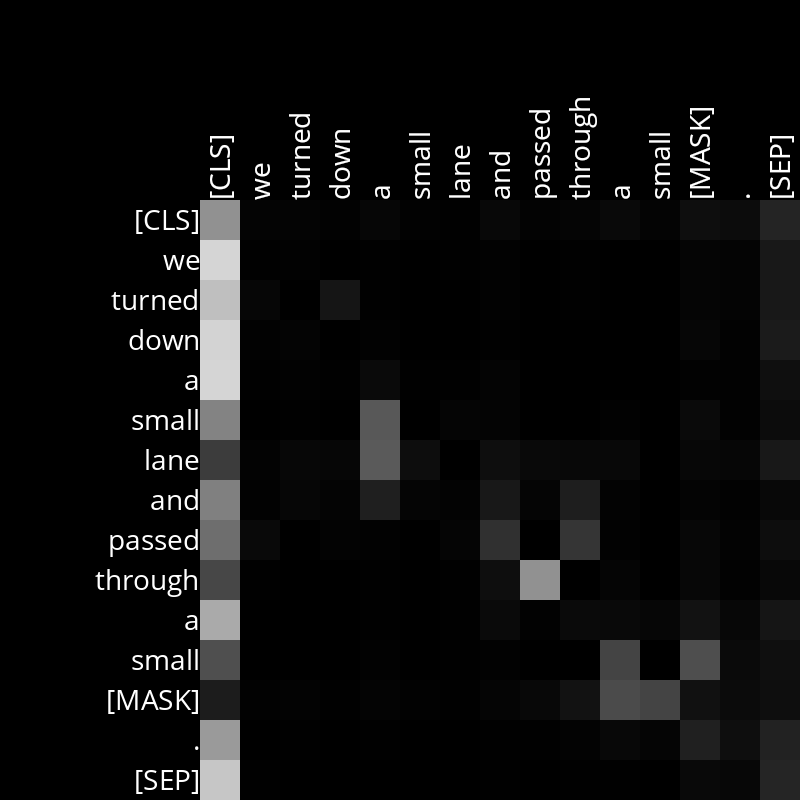 [CLS] we turned down a small lane and passed through a small [MASK] . [SEP]
[CLS]
we
turned
down
a
small
lane
and
passed
through
a
small
[MASK]
.
[SEP]